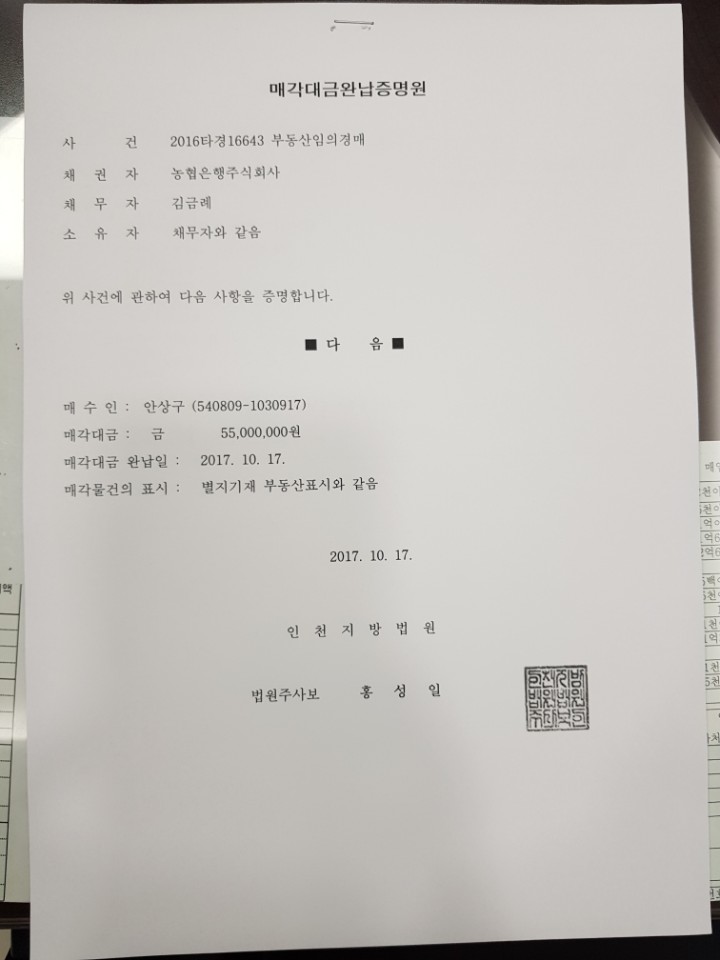 매각대금완납증명원
사 건 2016타경16643 부동산임의경매
채 권 자 농협은행주식회사
채 무 자 김금례
소 유 자 채무자와 같음
위 사건에 관하여 다음 사항을 증명합니다.
■ 다 음 ■
매 수 인 : 안상구 (540809-1030917)
매각대금 : 금 55,000,000원
매각대금 완납일 : 2017. 10. 17.
매각물건의 표시 : 별지기재 부동산표시와 같음
2017. 10. 17.
인 천 지 방 법 원
법원주사보 홍 성 일